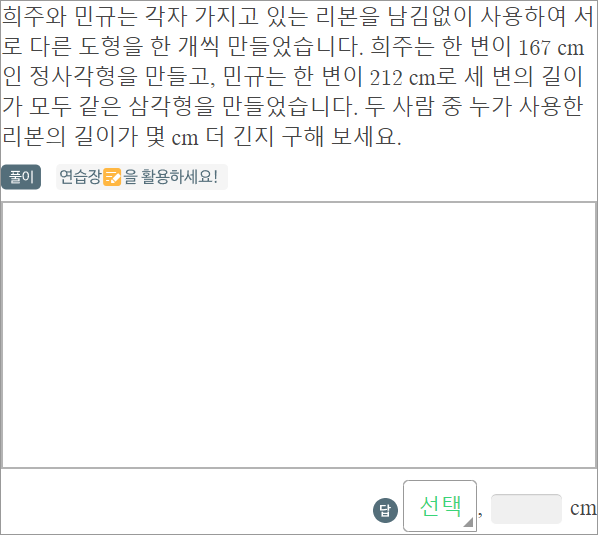 희주와 민규는 각자 가지고 있는 리본을 남김없이 사용하여 서
로 다른 도형을 한 개씩 만들었습니다. 희주는 한 변이 167 cm
인 정사각형을 만들고, 민규는 한 변이 212 cm로 세 변의 길이
가 모두 같은 삼각형을 만들었습니다. 두 사람 중 누가 사용한
리본의 길이가 몇 cm 더 긴지 구해 보세요.
풀이 연습장을 활용하세요!
답 선택, cm